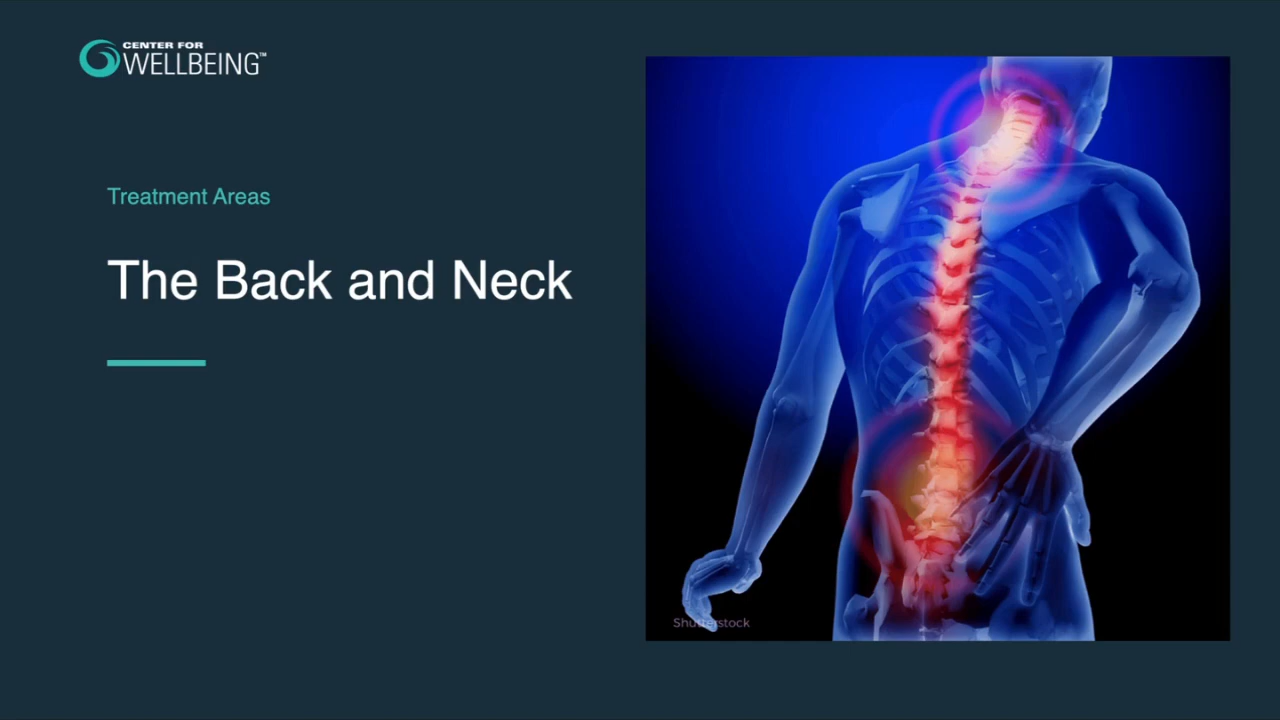 CENTER FOR
WELLBEING™
Treatment Areas
The Back and Neck
Shutterstock